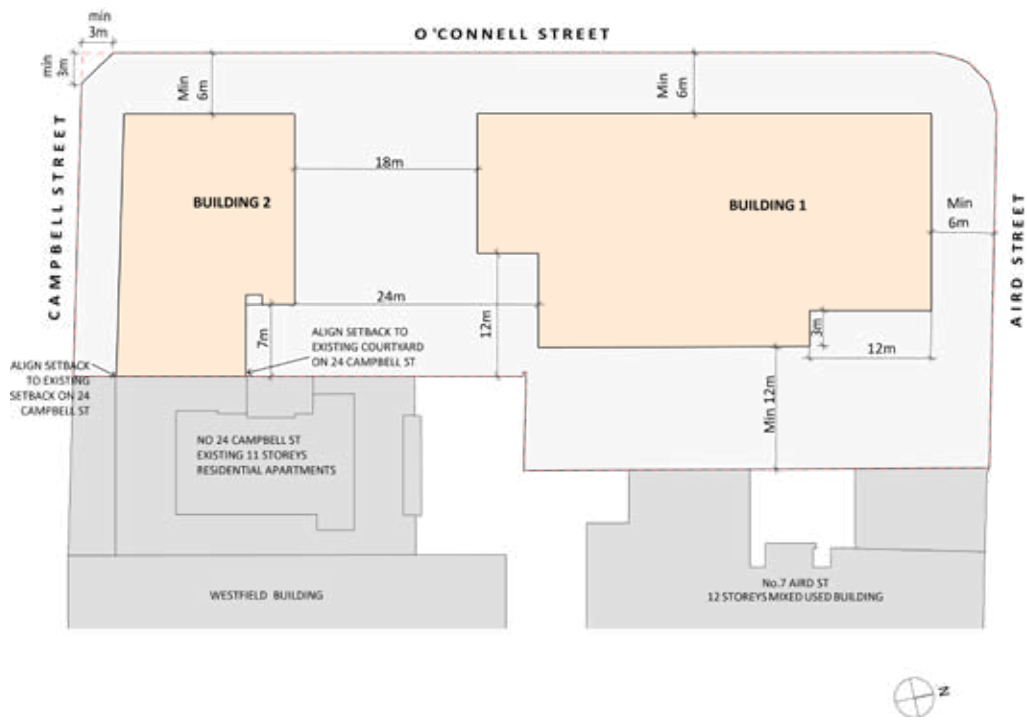 min
3m
O'CONNELL STREET
min
3m
Min
6m
Min
6m
CAMPBELL STREET
18m
BUILDING 2
BUILDING 1
Min
6m
AIRD STREET
24m
12m
7m
3m
12m
ALIGN SETBACK TO
EXISTING COURTYARD
ON 24 CAMPBELL ST
ALIGN SETBACK
TO EXISTING
SETBACK ON 24
CAMPBELL ST
Min 12m
NO 24 CAMPBELL ST
EXISTING 11 STOREYS
RESIDENTIAL APARTMENTS
WESTFIELD BUILDING
No.7 AIRD ST
12 STOREYS MIXED USED BUILDING
N